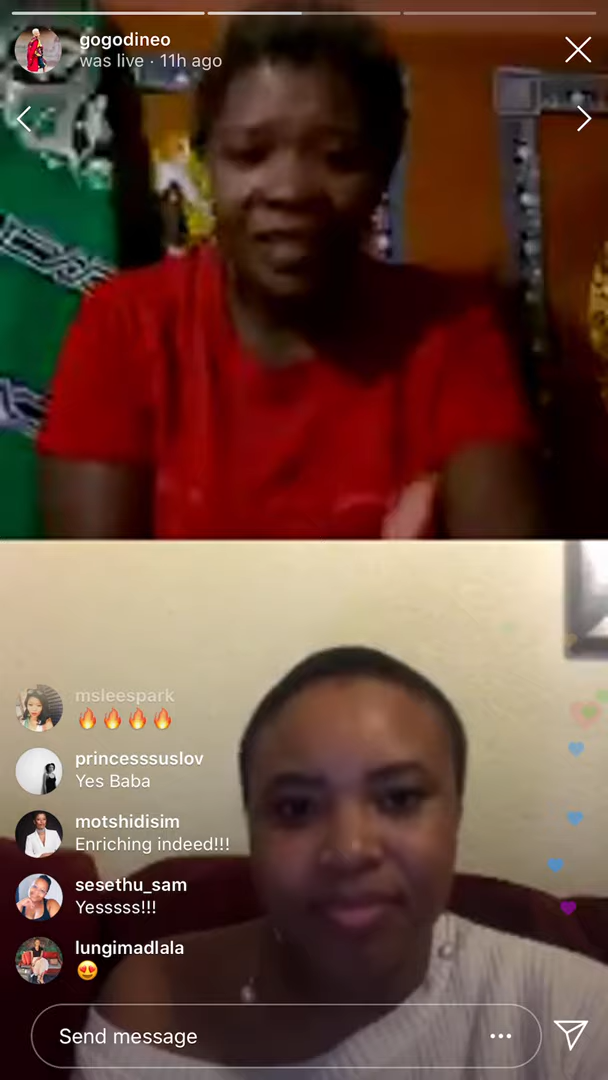 gogodineo
was live · 11h ago
msleespark
🔥🔥🔥🔥
princesssuslov
Yes Baba
motshidisim
Enriching indeed!!!
sesethu_sam
Yesssss!!!
lungimadlala
😍
Send message